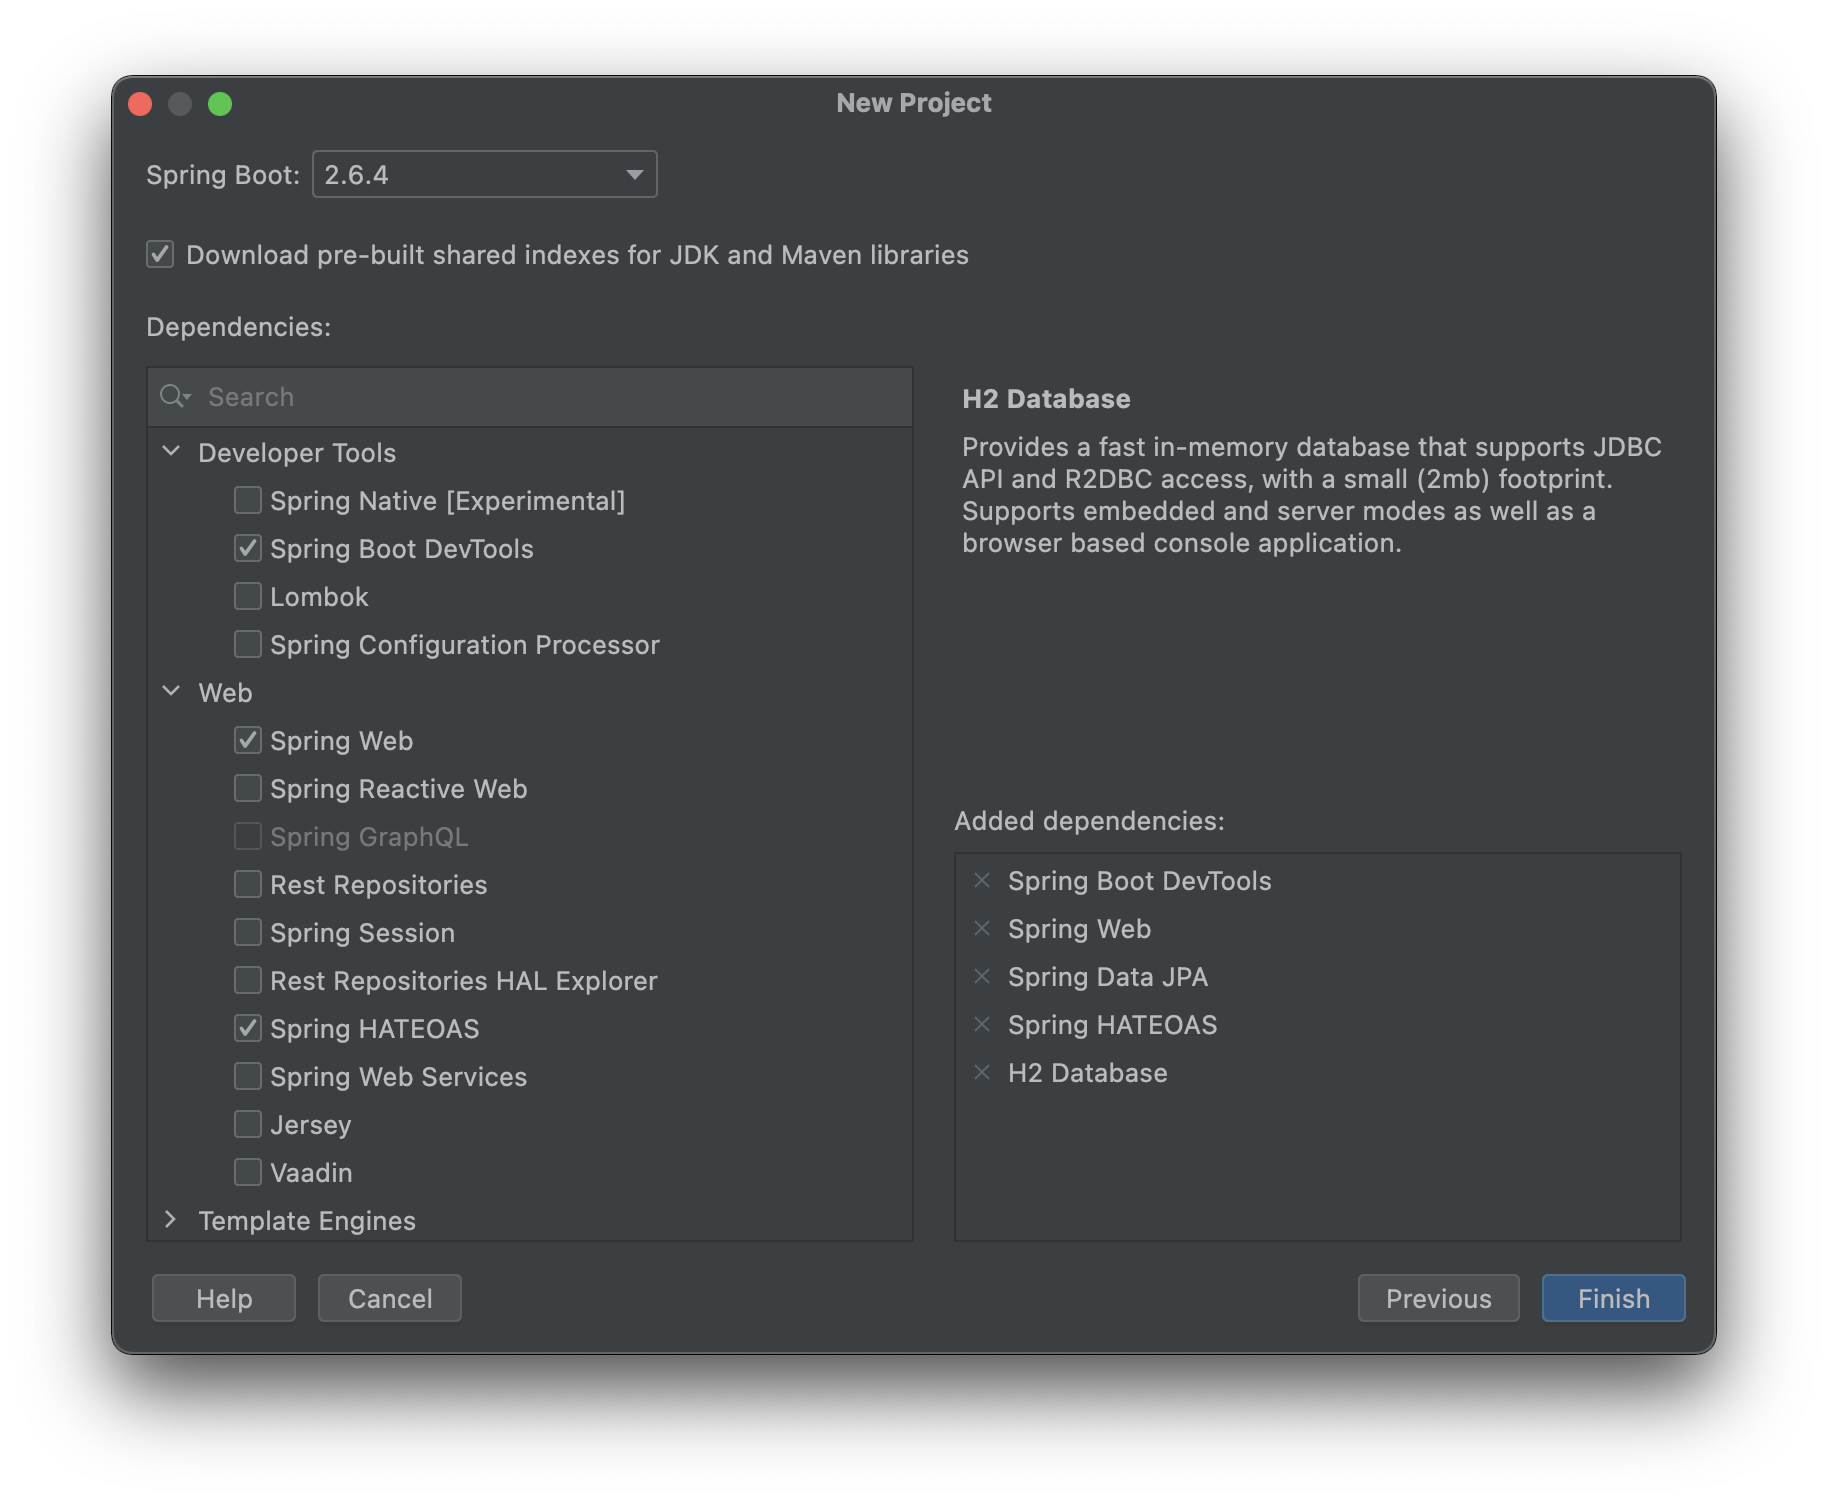 New Project
Spring Boot:
2.6.4
Download pre-built shared indexes for JDK and Maven libraries
Dependencies:
Search
Developer Tools
Spring Native [Experimental]
Spring Boot DevTools
Lombok
Spring Configuration Processor
Web
Spring Web
Spring Reactive Web
Spring GraphQL
Rest Repositories
Spring Session
Rest Repositories HAL Explorer
Spring HATEOAS
Spring Web Services
Jersey
Vaadin
Template Engines
H2 Database
Provides a fast in-memory database that supports JDBC
API and R2DBC access, with a small (2mb) footprint.
Supports embedded and server modes as well as a
browser based console application.
Added dependencies:
Spring Boot DevTools
Spring Web
Spring Data JPA
Spring HATEOAS
H2 Database
Help
Cancel
Previous
Finish